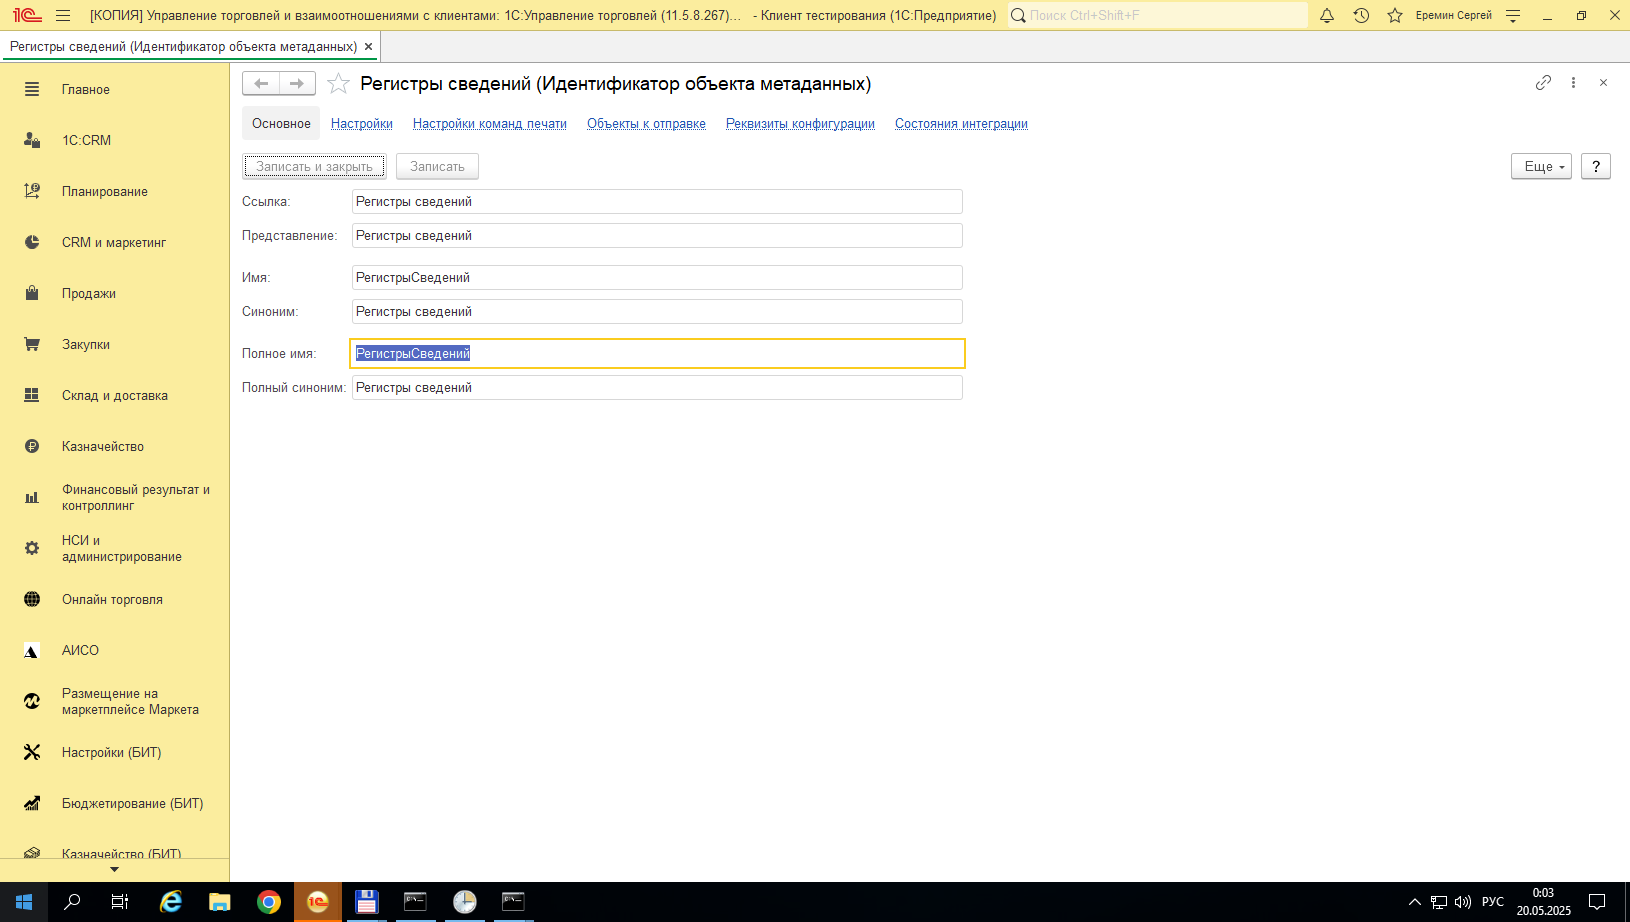 [КОПИЯ] Управление торговлей и взаимоотношениями с клиентами: 1С:Управление торговлей (11.5.8.267)... - Клиент тестирования (1С:Предприятие)
Поиск Ctrl+Shift+F
Еремин Сергей
Регистры сведений (Идентификатор объекта метаданных) ×
Главное
1С:CRM
Планирование
CRM и маркетинг
Продажи
Закупки
Склад и доставка
Казначейство
Финансовый результат и
контроллинг
НСИ и
администрирование
Онлайн торговля
АИСО
Размещение на
маркетплейсе Маркета
Настройки (БИТ)
Бюджетирование (БИТ)
Казначейство (БИТ)
Регистры сведений (Идентификатор объекта метаданных)
Основное Настройки Настройки команд печати Объекты к отправке Реквизиты конфигурации Состояния интеграции
Записать и закрыть Записать Еще ?
Ссылка: Регистры сведений
Представление: Регистры сведений
Имя: РегистрыСведений
Синоним: Регистры сведений
Полное имя: РегистрыСведений
Полный синоним: Регистры сведений
РУС
0:03
20.05.2025